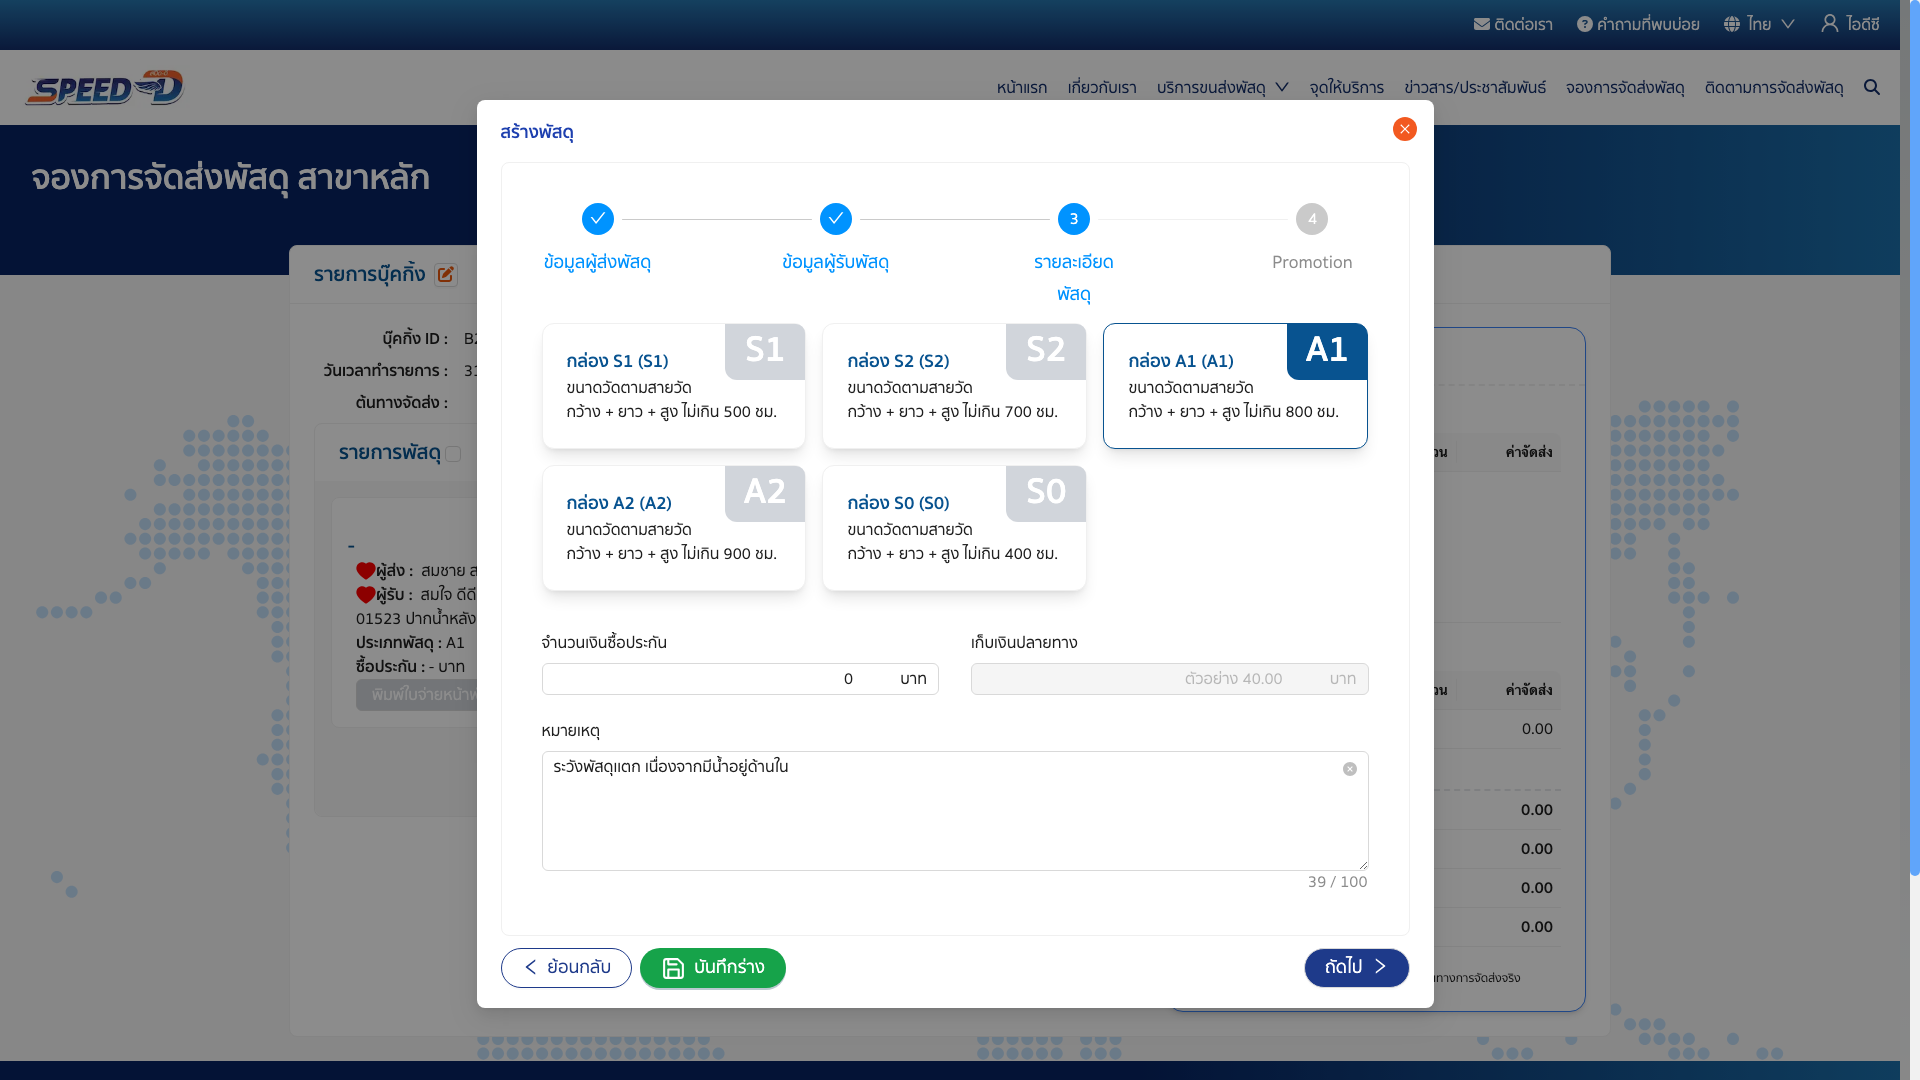 ติดต่อเรา
คำถามที่พบบ่อย
ไทย
ไอดีซี
SPEED-D
หน้าแรก
เกี่ยวกับเรา
บริการขนส่งพัสดุ
จุดให้บริการ
ข่าวสาร/ประชาสัมพันธ์
จองการจัดส่งพัสดุ
ติดตามการจัดส่งพัสดุ
จองการจัดส่งพัสดุ สาขาหลัก
รายการบุ๊คกิ้ง
บุ๊คกิ้ง ID :
วันเวลาทำรายการ :
ต้นทางจัดส่ง :
รายการพัสดุ
-
ผู้ส่ง : สมชาย
ผู้รับ : สมใจ ดีดี
01523 ปากน้ำหลัง
ประเภทพัสดุ : A1
ซื้อประกัน : - บาท
พิมพ์ใบจ่ายหน้า
สร้างพัสดุ
3
4
ข้อมูลผู้ส่งพัสดุ
ข้อมูลผู้รับพัสดุ
รายละเอียด
พัสดุ
Promotion
S1
กล่อง S1 (S1)
ขนาดวัดตามสายวัด
กว้าง + ยาว + สูง ไม่เกิน 500 ซม.
S2
กล่อง S2 (S2)
ขนาดวัดตามสายวัด
กว้าง + ยาว + สูง ไม่เกิน 700 ซม.
A1
กล่อง A1 (A1)
ขนาดวัดตามสายวัด
กว้าง + ยาว + สูง ไม่เกิน 800 ซม.
A2
กล่อง A2 (A2)
ขนาดวัดตามสายวัด
กว้าง + ยาว + สูง ไม่เกิน 900 ซม.
S0
กล่อง S0 (S0)
ขนาดวัดตามสายวัด
กว้าง + ยาว + สูง ไม่เกิน 400 ซม.
จำนวนเงินซื้อประกัน
0 บาท
เก็บเงินปลายทาง
ตัวอย่าง 40.00 บาท
หมายเหตุ
ระวังพัสดุแตก เนื่องจากมีน้ำอยู่ด้านใน
39 / 100
ย้อนกลับ
บันทึกร่าง
ถัดไป
ค่าจัดส่ง
ค่าจัดส่ง
0.00
0.00
0.00
0.00
0.00
ทางการจัดส่งจริง